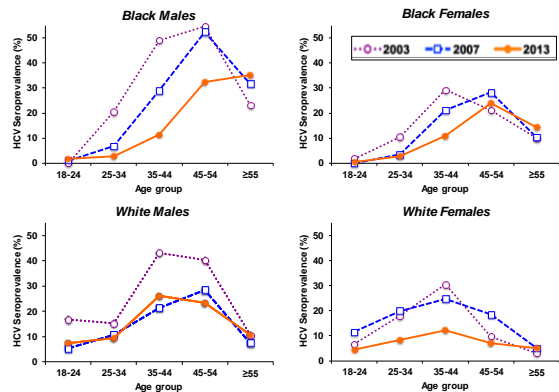 Black Males
HCV Seroprevalence (%)
50
40
30
20
10
0
18-24 25-34 35-44 45-54 ≥55
Age group
Black Females
2003 2007 2013
HCV Seroprevalence (%)
50
40
30
20
10
0
18-24 25-34 35-44 45-54 ≥55
Age group
White Males
HCV Seroprevalence (%)
50
40
30
20
10
0
18-24 25-34 35-44 45-54 ≥55
Age group
White Females
HCV Seroprevalence (%)
50
40
30
20
10
0
18-24 25-34 35-44 45-54 ≥55
Age group